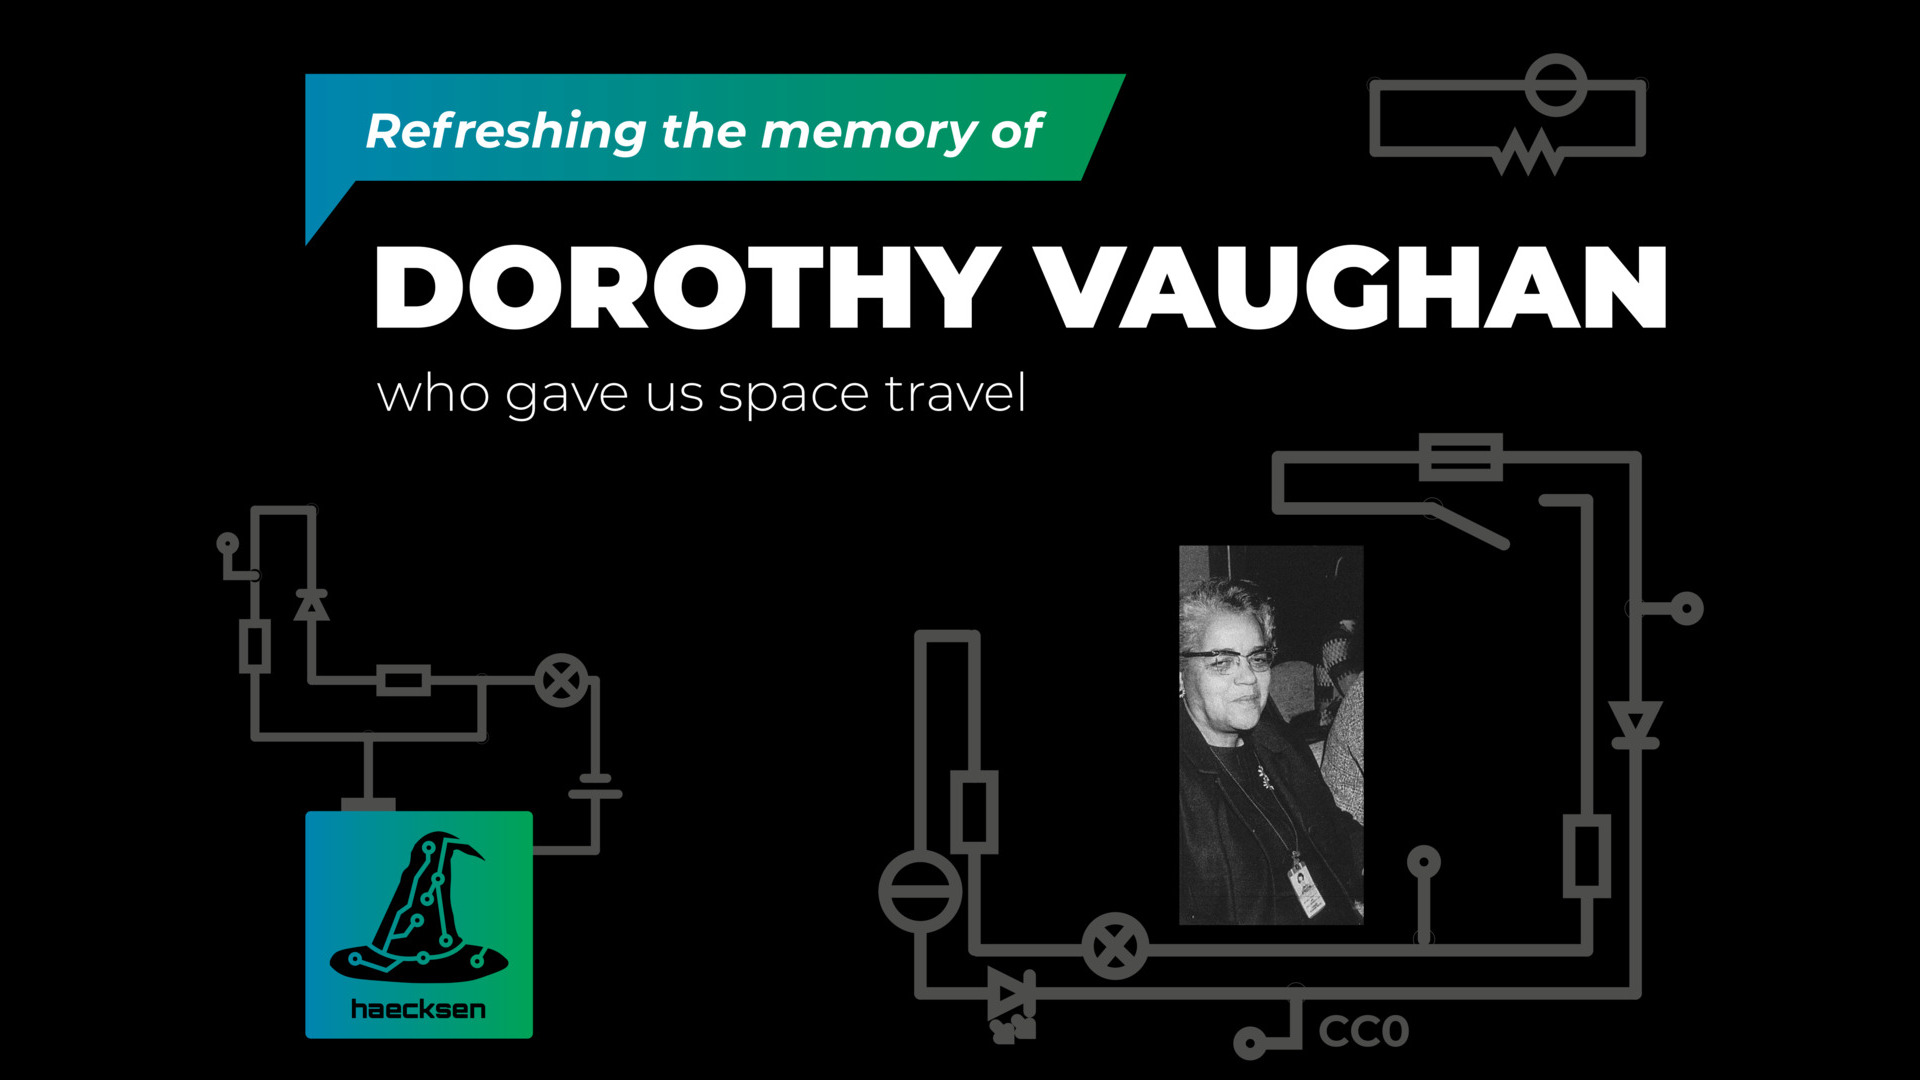 Refreshing the memory of
DOROTHY VAUGHAN
who gave us space travel
haecksen
CC0